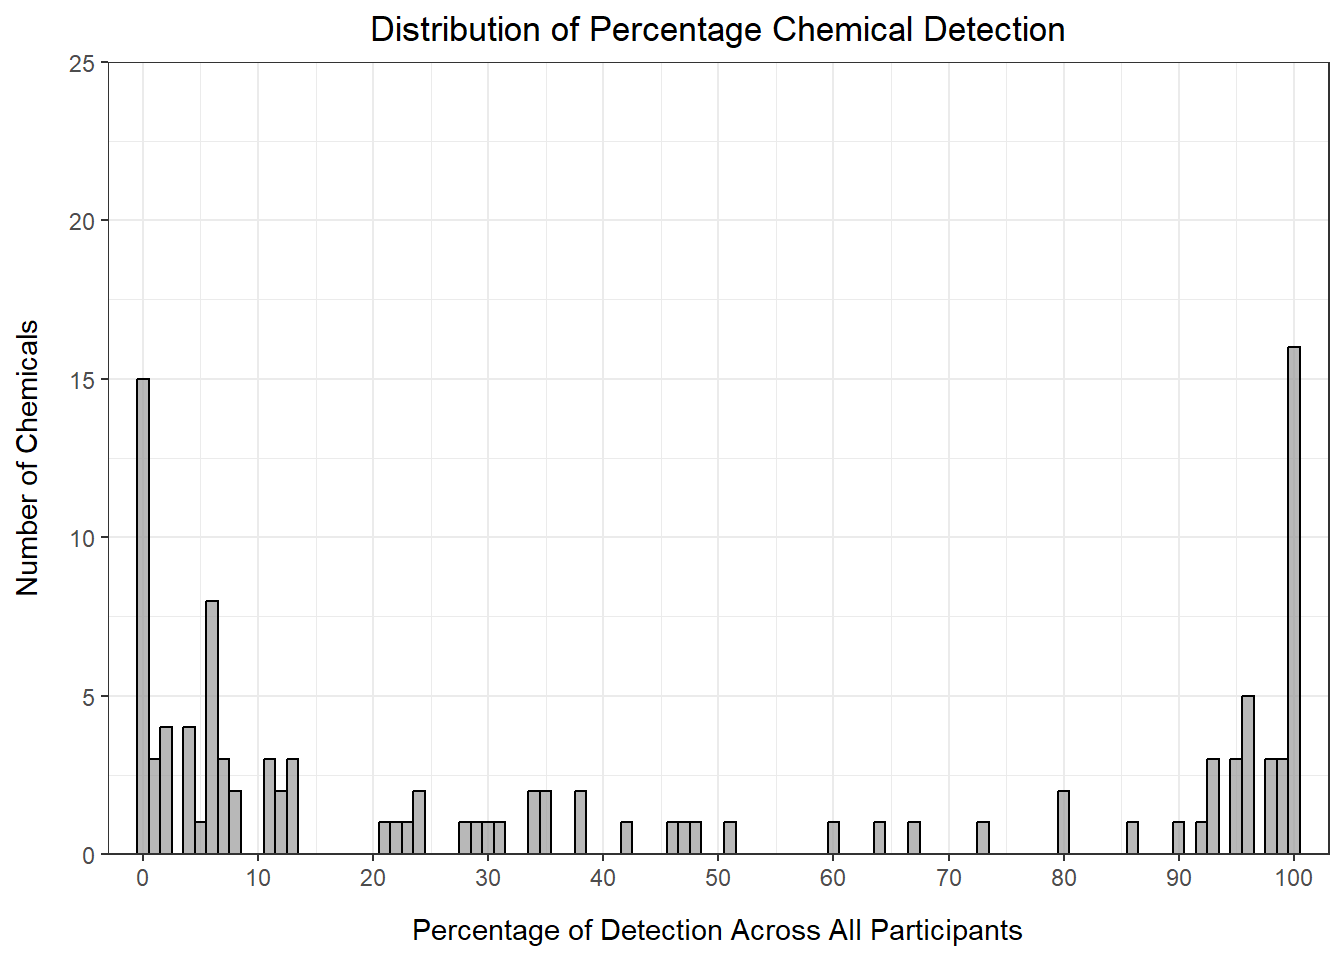 Distribution of Percentage Chemical Detection
25
20
15
10
5
0
Number of Chemicals
0 10 20 30 40 50 60 70 80 90 100
Percentage of Detection Across All Participants